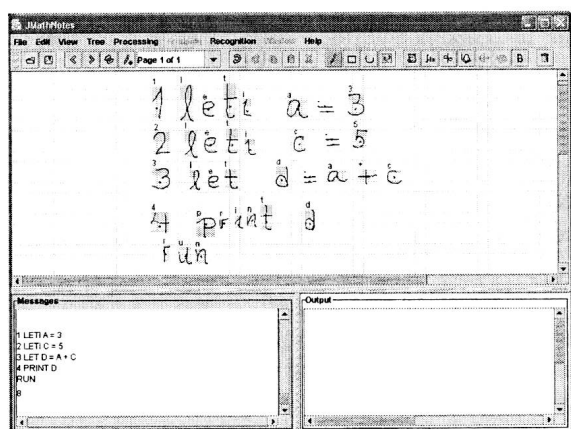 JMathNotes
File Edit View Tree Processing Recognition Window Help
Page 1 of 1 B
1 leti a = 3
2 leti c = 5
3 let d = a + c
4 print d
run
Messages
1 LETI A = 3
2 LETI C = 5
3 LET D = A + C
4 PRINT D
RUN
8
Output